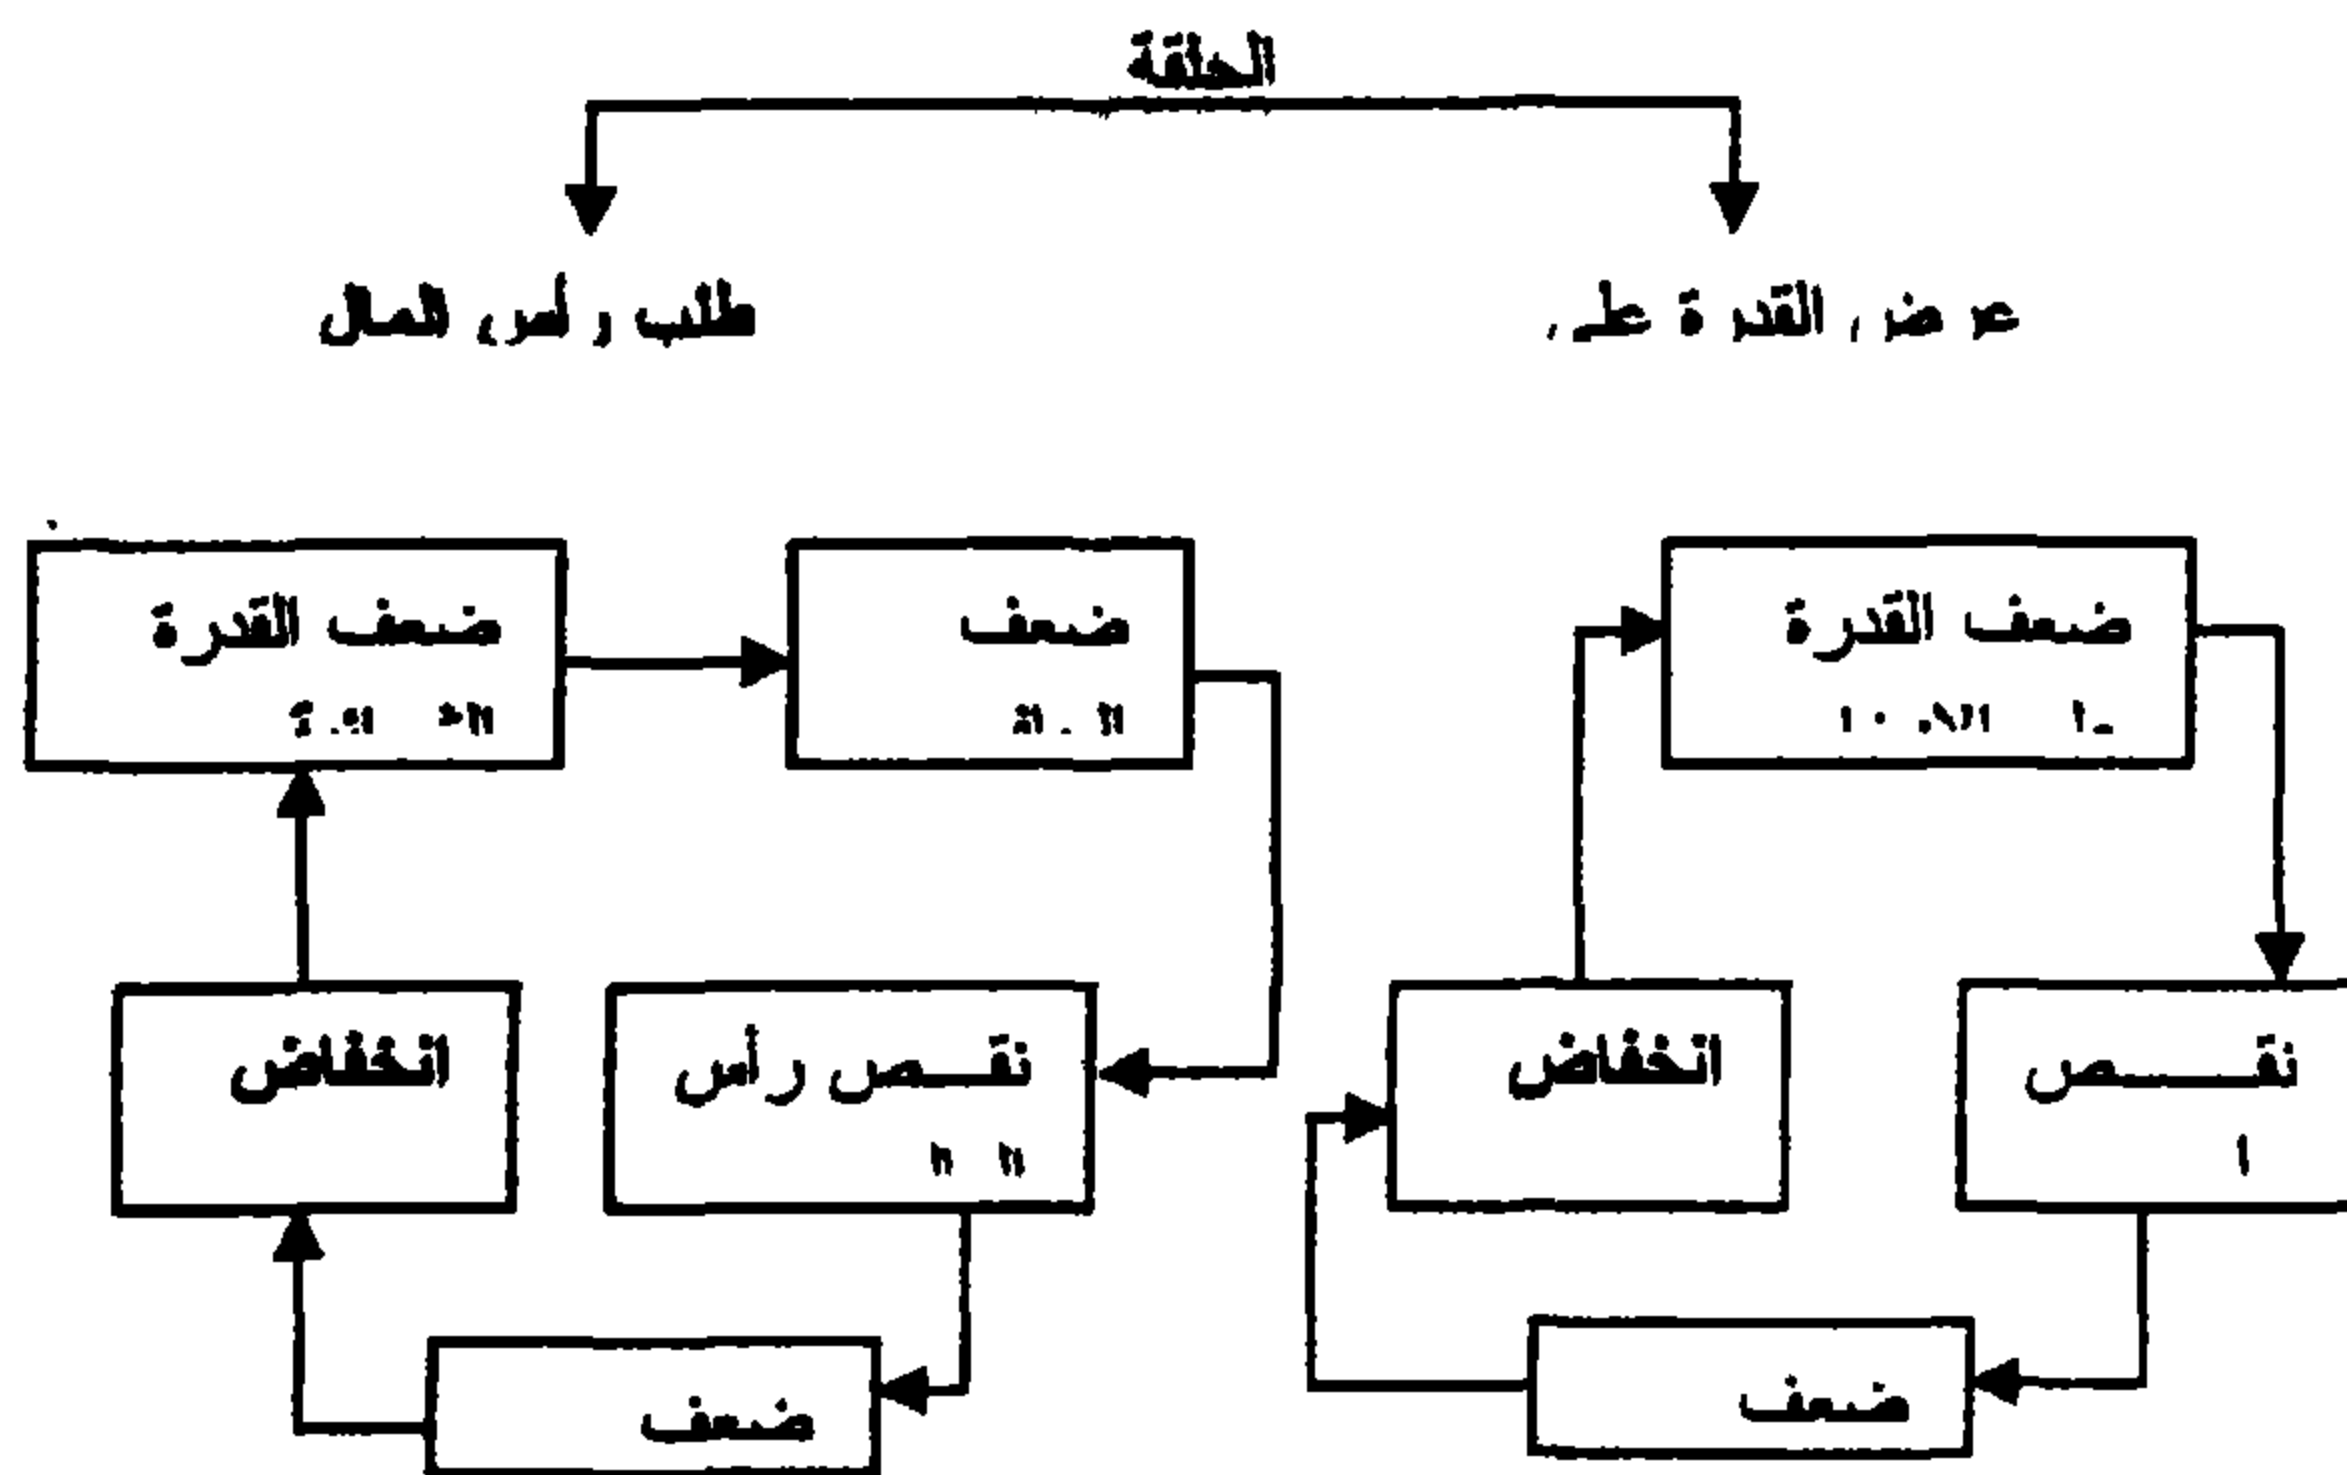 الحلقة
عرض القدرة على
طلب رأس المال
ضعف القدرة
ضعف
ضعف القدرة
انخفاض
نقص رأس
انخفاض
نقص
ضعف
ضعف